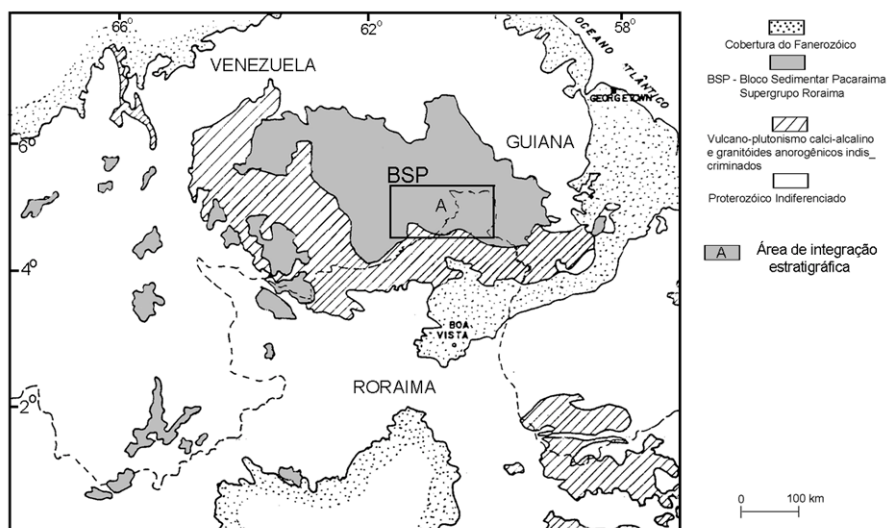 66°
62°
58°
VENEZUELA
OCEANO
ATLÂNTICO
GEORGETOWN
GUIANA
6°
BSP
A
4°
BOA
VISTA
RORAIMA
2°
Cobertura do Fanerozóico
BSP - Bloco Sedimentar Pacaraima
Supergrupo Roraima
Vulcano-plutonismo calci-alcalino
e granitóides anorogênicos indis_
criminados
Proterozóico Indiferenciado
A Área de integração
estratigráfica
0 100 km